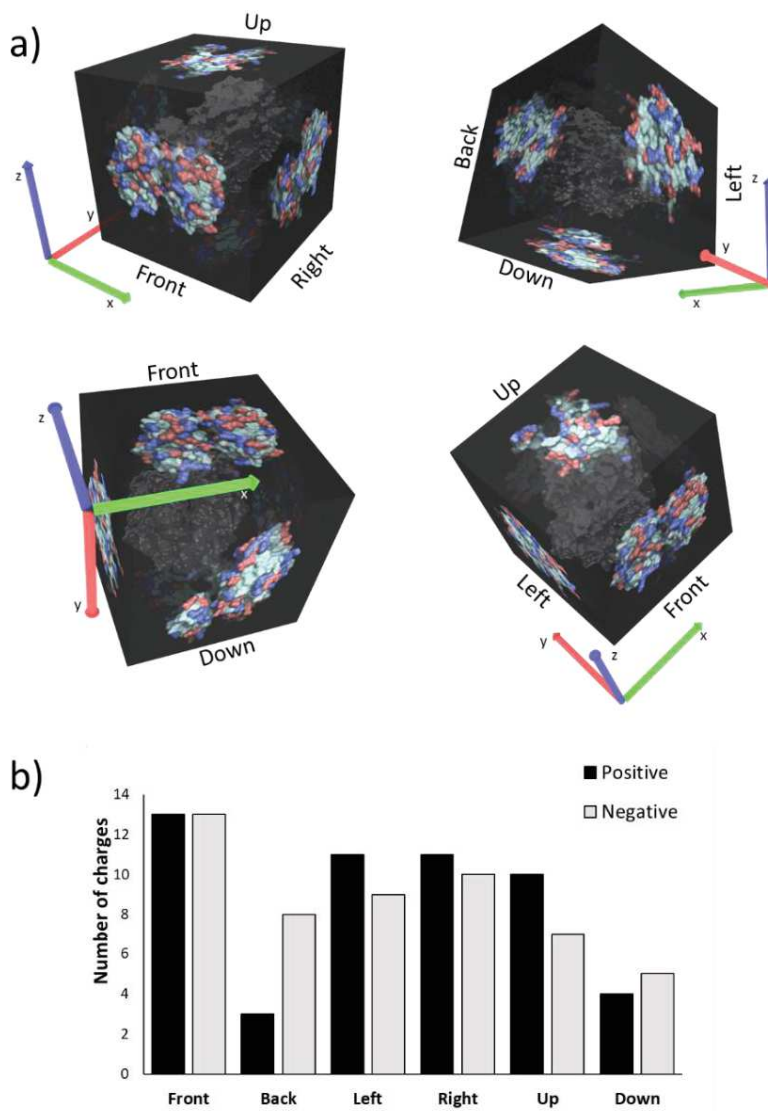 a)
Up
z
y
x
Front
Right
Back
Left
Down
z
y
x
Front
z
x
y
Down
Up
Left
Front
y
z
x
b)
Positive
Negative
Number of charges
14
12
10
8
6
4
2
0
Front Back Left Right Up Down